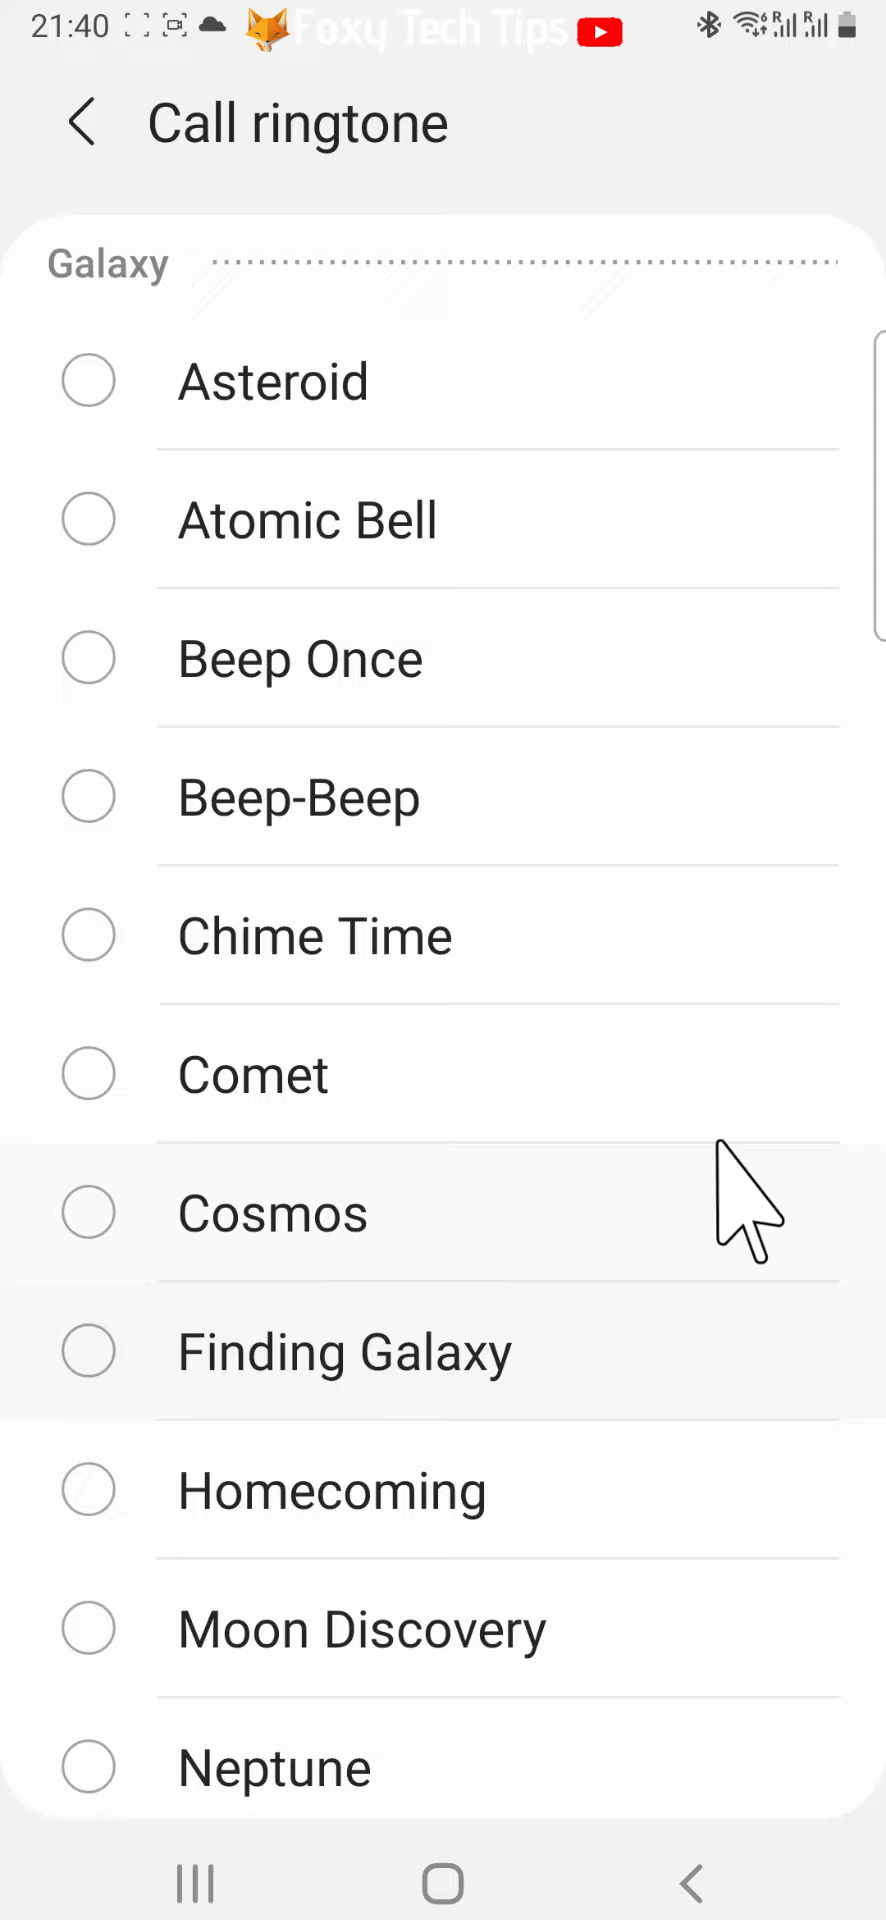 21:40 Foxy Tech Tips
Call ringtone
Galaxy
Asteroid
Atomic Bell
Beep Once
Beep-Beep
Chime Time
Comet
Cosmos
Finding Galaxy
Homecoming
Moon Discovery
Neptune